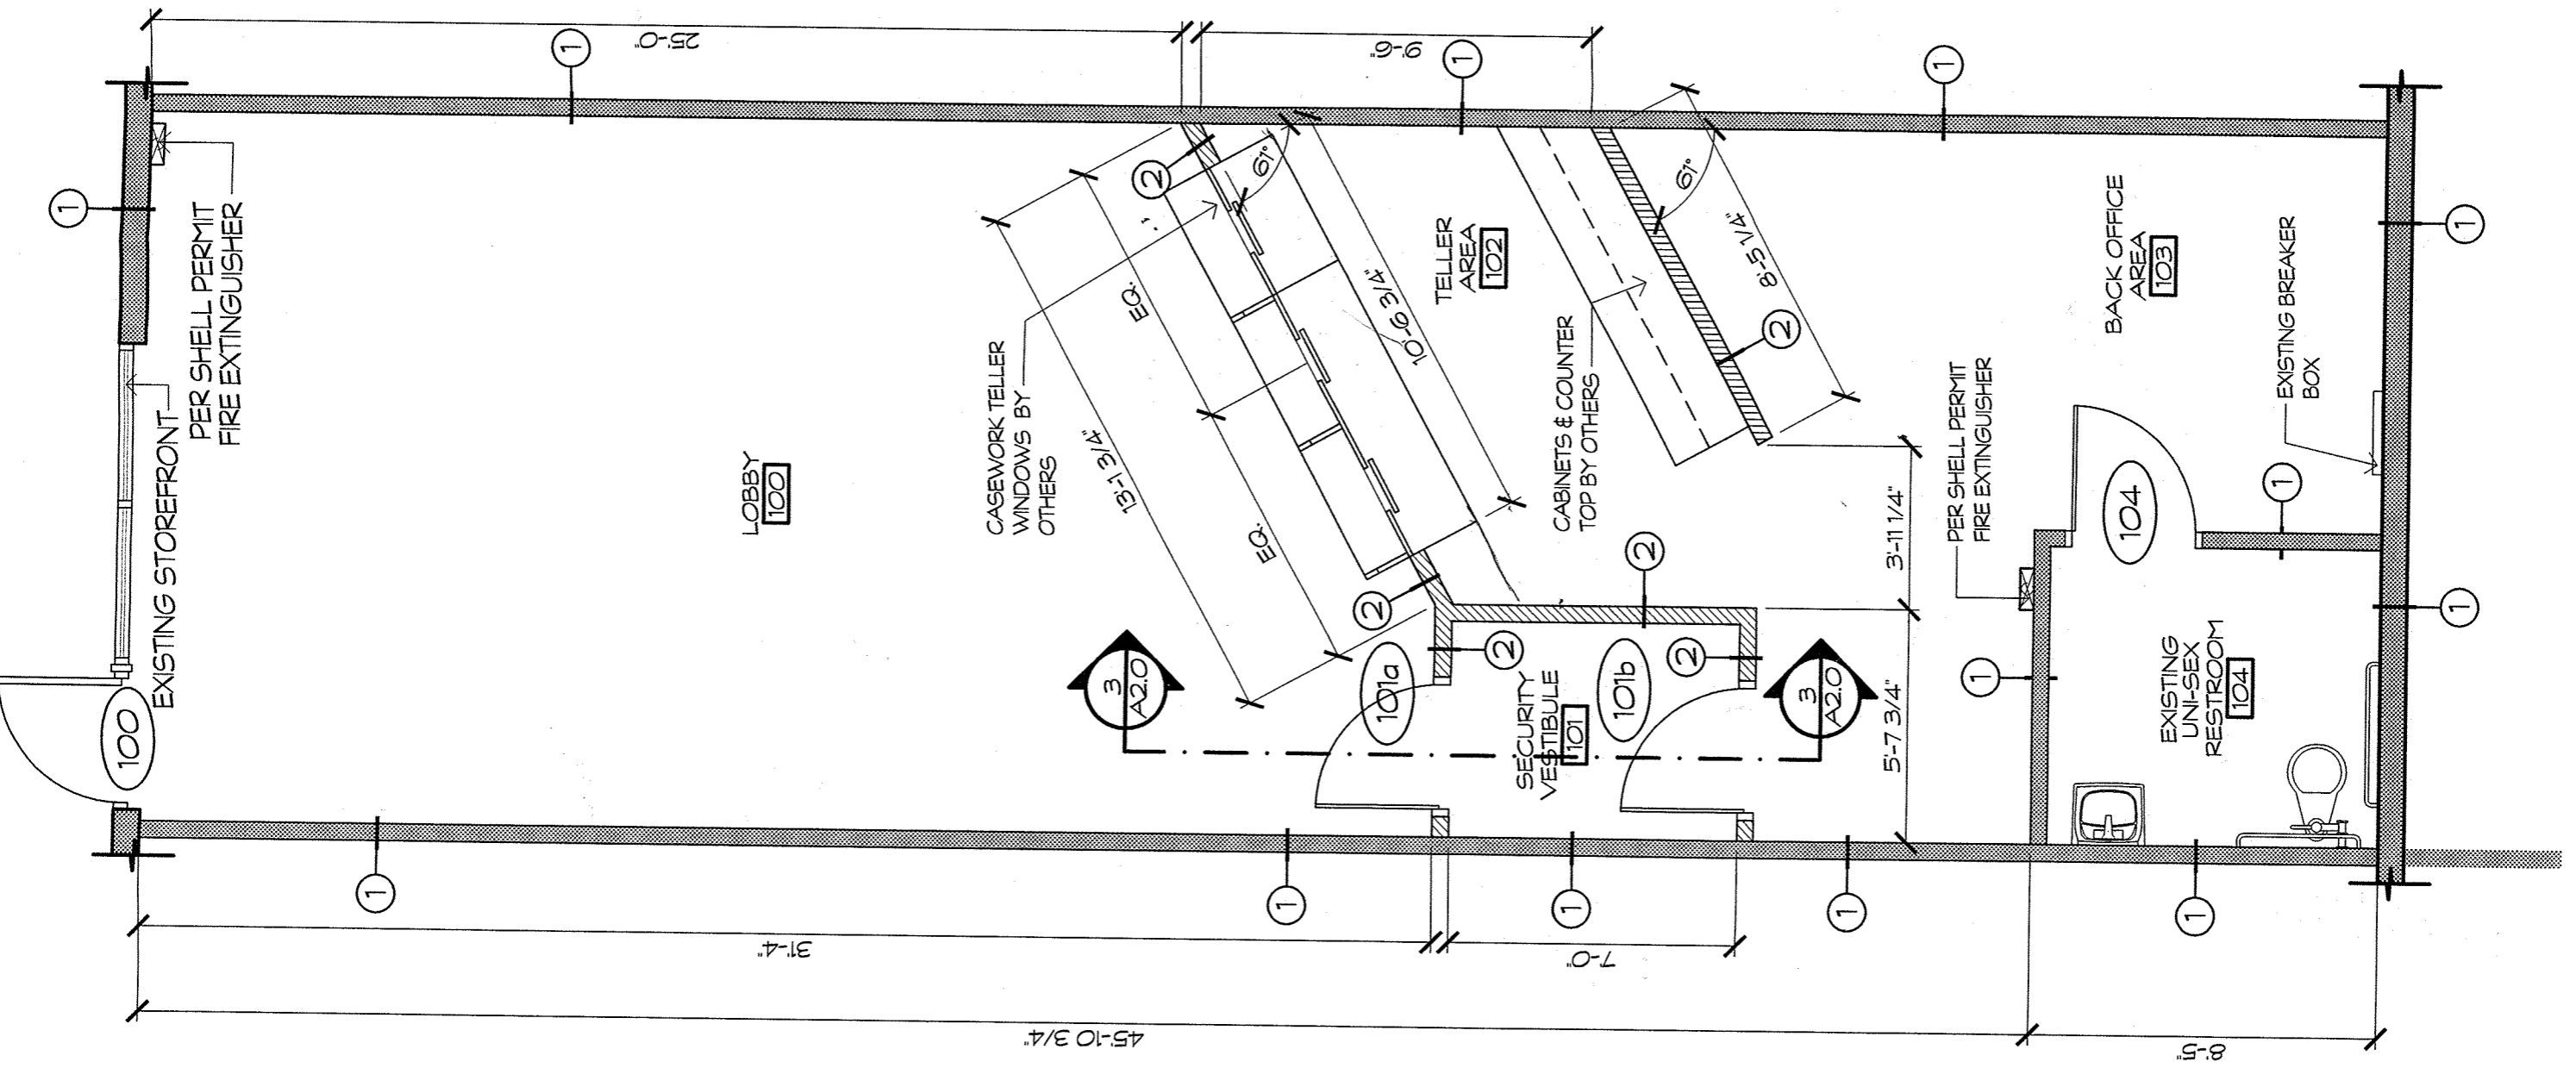 25'-0"
9'-6"
1
1
1
1
PER SHELL PERMIT
FIRE EXTINGUISHER
EXISTING STOREFRONT
100
LOBBY
100
CASEWORK TELLER
WINDOWS BY
OTHERS
13'-1 3/4"
EQ.
EQ.
2
61°
10'-6 3/4"
TELLER
AREA
102
CABINETS & COUNTER
TOP BY OTHERS
61°
8'-5 1/4"
2
BACK OFFICE
AREA
103
EXISTING BREAKER
BOX
1
PER SHELL PERMIT
FIRE EXTINGUISHER
104
1
1
3'-11 1/4"
5'-7 3/4"
2
2
2
2
3
A2.0
101a
101b
SECURITY
VESTIBULE
101
3
A2.0
1
EXISTING
UNI-SEX
RESTROOM
104
1
1
1
1
1
31'-4"
7'-0"
45'-10 3/4"
8'-5"